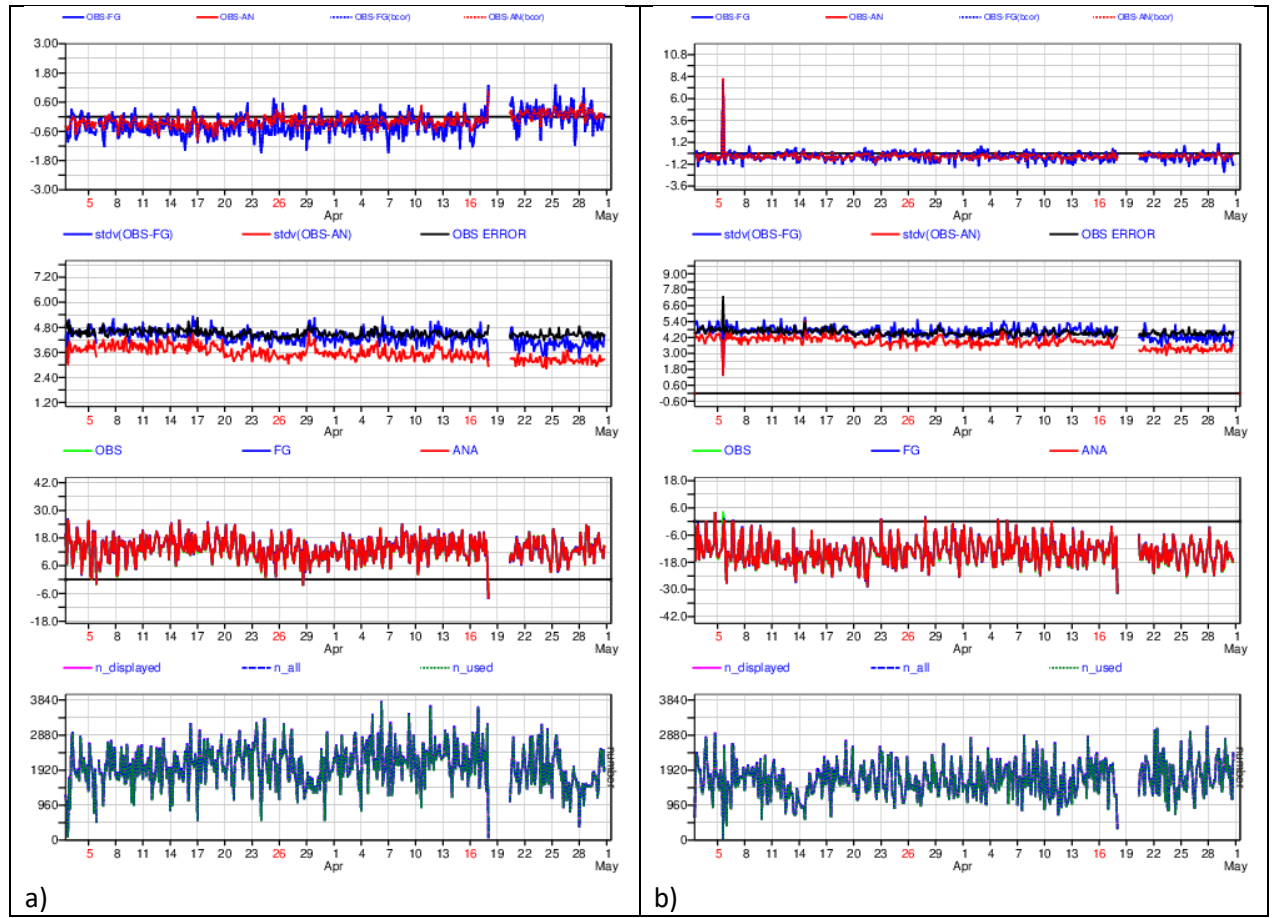 OBS-FG OBS-AN OBS-FG(bcor) OBS-AN(bcor)
3.00
1.80
0.60
-0.60
-1.80
-3.00
5 8 11 14 17 20 23 26 29 1 4 7 10 13 16 19 22 25 28 1
Apr May
stdv(OBS-FG) stdv(OBS-AN) OBS ERROR
7.20
6.00
4.80
3.60
2.40
1.20
5 8 11 14 17 20 23 26 29 1 4 7 10 13 16 19 22 25 28 1
Apr May
OBS FG ANA
42.0
30.0
18.0
6.0
-6.0
-18.0
5 8 11 14 17 20 23 26 29 1 4 7 10 13 16 19 22 25 28 1
Apr May
n_displayed n_all n_used
3840
2880
1920
960
0
number
5 8 11 14 17 20 23 26 29 1 4 7 10 13 16 19 22 25 28 1
Apr May
a)
OBS-FG OBS-AN OBS-FG(bcor) OBS-AN(bcor)
10.8
8.4
6.0
3.6
1.2
-1.2
-3.6
5 8 11 14 17 20 23 26 29 1 4 7 10 13 16 19 22 25 28 1
Apr May
stdv(OBS-FG) stdv(OBS-AN) OBS ERROR
9.00
7.80
6.60
5.40
4.20
3.00
1.80
0.60
-0.60
5 8 11 14 17 20 23 26 29 1 4 7 10 13 16 19 22 25 28 1
Apr May
OBS FG ANA
18.0
6.0
-6.0
-18.0
-30.0
-42.0
5 8 11 14 17 20 23 26 29 1 4 7 10 13 16 19 22 25 28 1
Apr May
n_displayed n_all n_used
3840
2880
1920
960
0
number
5 8 11 14 17 20 23 26 29 1 4 7 10 13 16 19 22 25 28 1
Apr May
b)